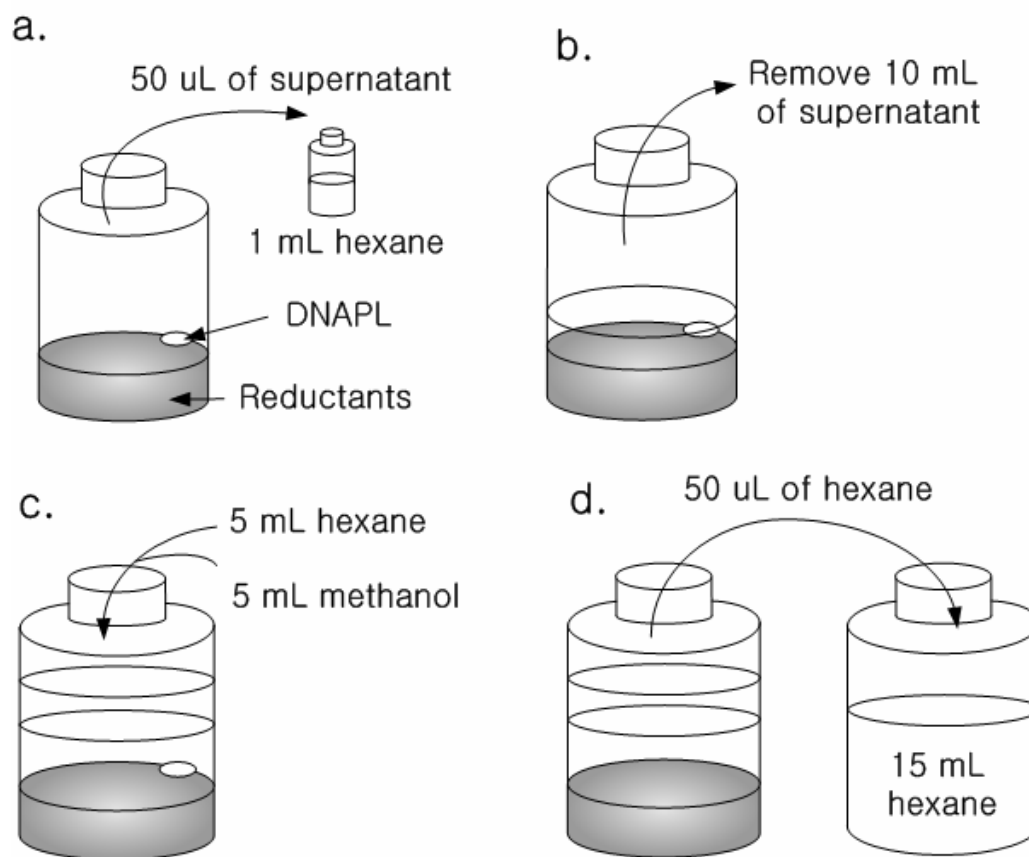 a.
50 uL of supernatant
1 mL hexane
DNAPL
Reductants
b.
Remove 10 mL
of supernatant
c.
5 mL hexane
5 mL methanol
d.
50 uL of hexane
15 mL
hexane